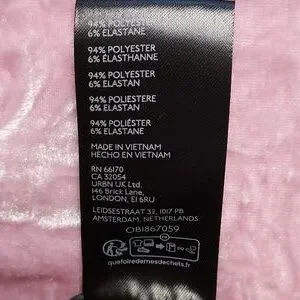 94% POLYESTER
6% ELASTANE
94% POLYESTER
6% ÉLASTHANNE
94% POLYESTER
6% ELASTAN
94% POLIESTERE
6% ELASTAN
94% POLIÉSTER
6% ELASTANO
MADE IN VIETNAM
HECHO EN VIETNAM
RN 66170
CA 32054
URBN UK Ltd.
146 Brick Lane,
LONDON, E1 6RU
LEIDSESTRAAT 32, 1017 PB
AMSTERDAM, NETHERLANDS
OB1867059
FR
quefairedemesdechets.fr